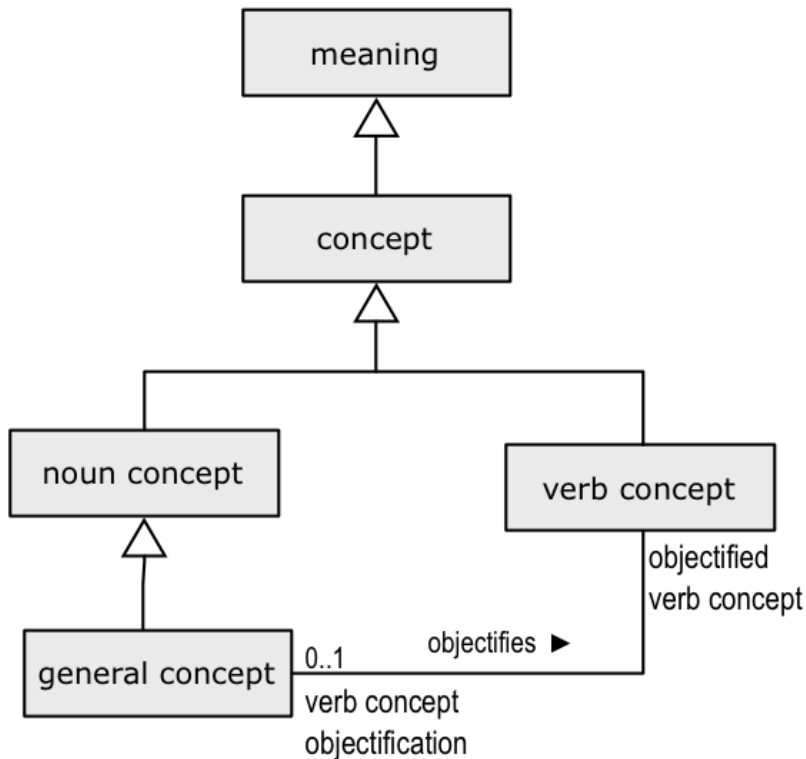 meaning
concept
noun concept
verb concept
objectified
verb concept
general concept
0..1
objectifies ►
verb concept
objectification